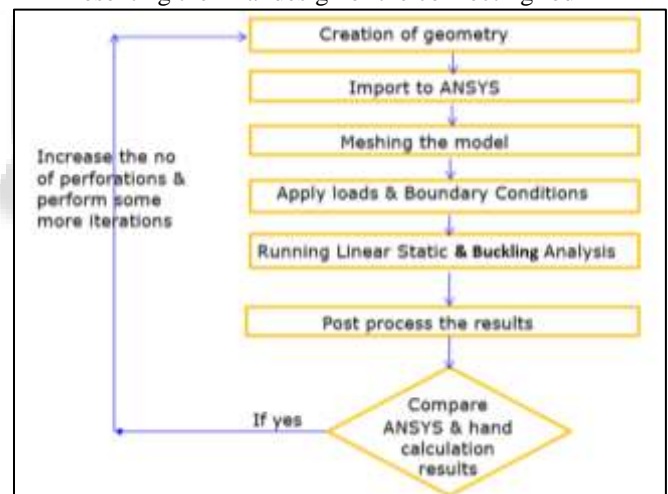 Creation of geometry
Import to ANSYS
Meshing the model
Apply loads & Boundary Conditions
Running Linear Static & Buckling Analysis
Post process the results
Compare
ANSYS & hand
calculation
results
If yes
Increase the no
of perforations &
perform some
more iterations